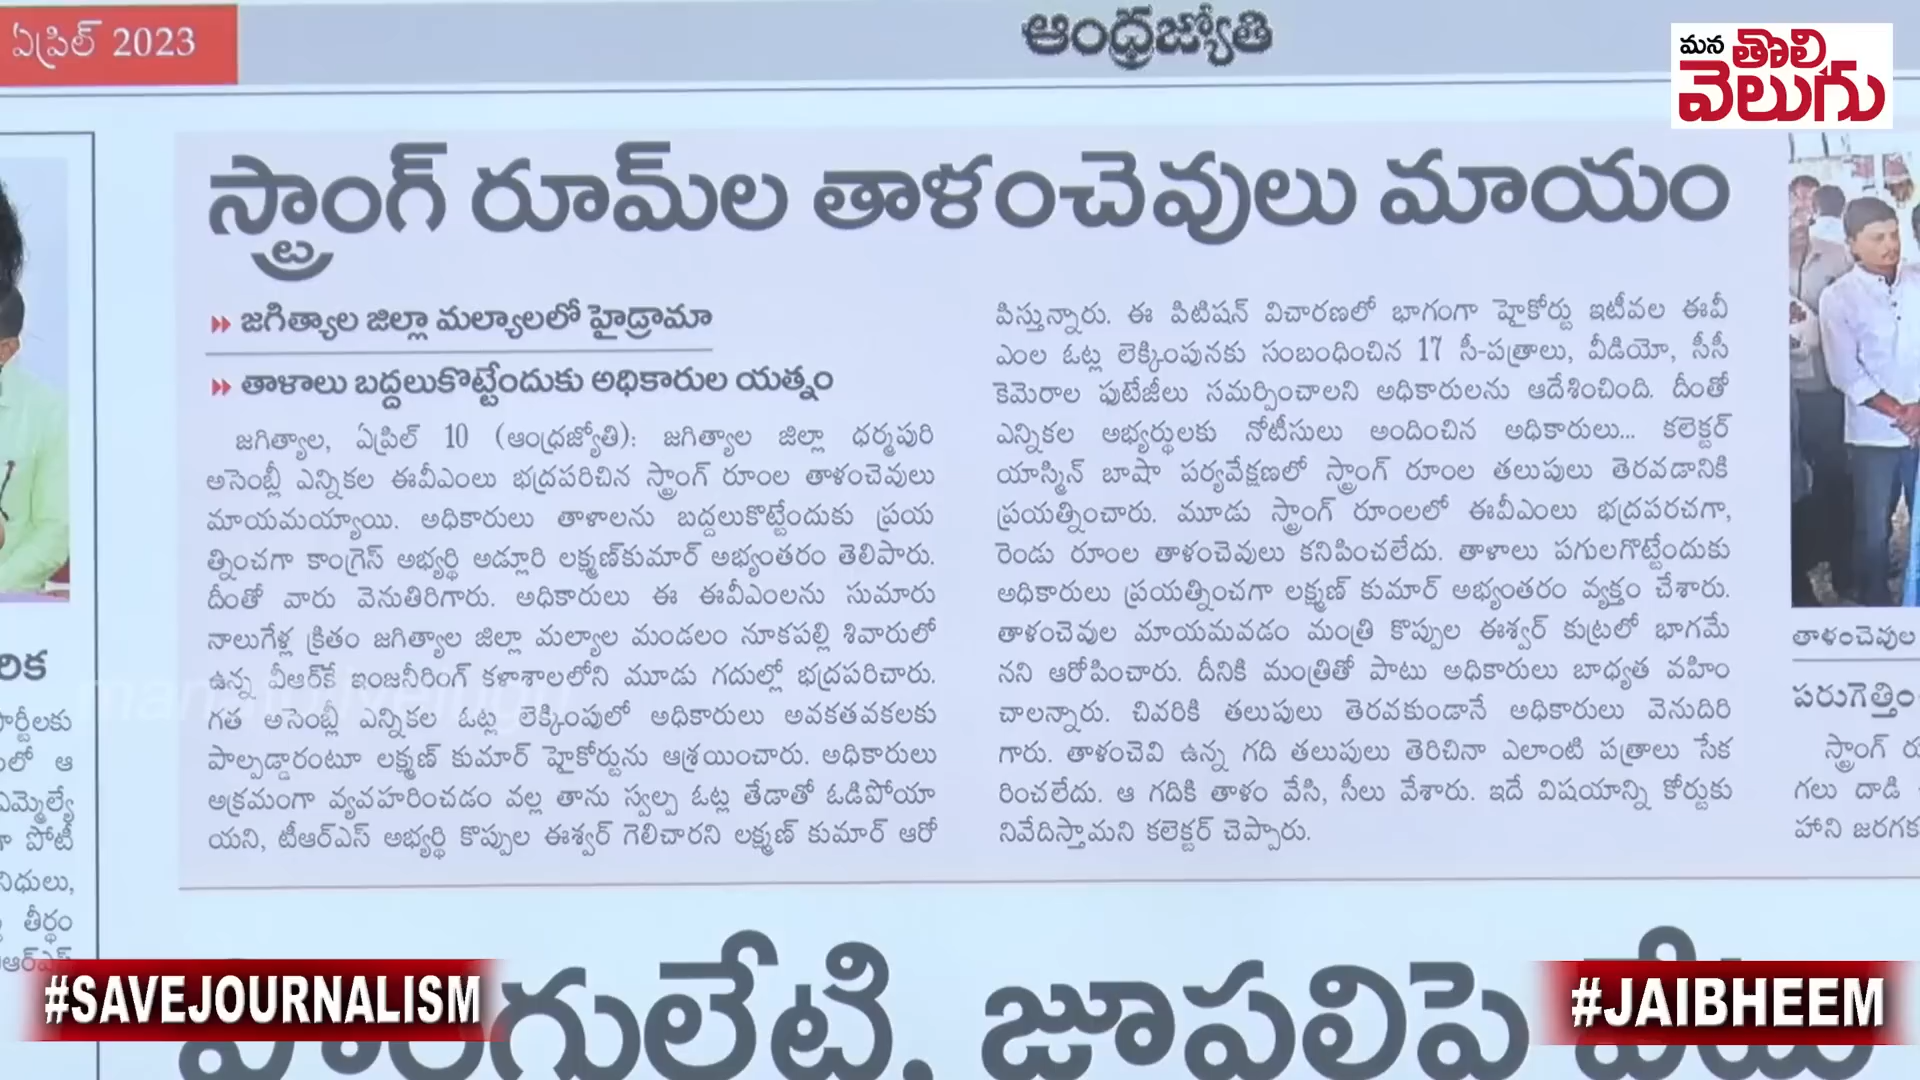 ఏప్రిల్ 2023
ఆంధ్రజ్యోతి
మన తొలి
వెలుగు
స్ట్రాంగ్ రూమ్‌ల తాళంచెవులు మాయం
జగిత్యాల జిల్లా మల్యాలలో హైడ్రామా
తాళాలు బద్దలుకొట్టేందుకు అధికారుల యత్నం
జగిత్యాల, ఏప్రిల్ 10 (ఆంధ్రజ్యోతి): జగిత్యాల జిల్లా ధర్మపురి
అసెంబ్లీ ఎన్నికల ఈవీఎంలు భద్రపరిచిన స్ట్రాంగ్ రూంల తాళంచెవులు
మాయమయ్యాయి. అధికారులు తాళాలను బద్దలుకొట్టేందుకు ప్రయ
త్నించగా కాంగ్రెస్ అభ్యర్థి అడ్లూరి లక్ష్మణ్‌కుమార్ అభ్యంతరం తెలిపారు.
దీంతో వారు వెనుతిరిగారు. అధికారులు ఈ ఈవీఎంలను సుమారు
నాలుగేళ్ల క్రితం జగిత్యాల జిల్లా మల్యాల మండలం నూకపల్లి శివారులో
ఉన్న వీఆర్‌కే ఇంజనీరింగ్ కళాశాలలోని మూడు గదుల్లో భద్రపరిచారు.
గత అసెంబ్లీ ఎన్నికల ఓట్ల లెక్కింపులో అధికారులు అవకతవకలకు
పాల్పడ్డారంటూ లక్ష్మణ్ కుమార్ హైకోర్టును ఆశ్రయించారు. అధికారులు
అక్రమంగా వ్యవహరించడం వల్ల తాను స్వల్ప ఓట్ల తేడాతో ఓడిపోయా
యని, టీఆర్ఎస్ అభ్యర్థి కొప్పుల ఈశ్వర్ గెలిచారని లక్ష్మణ్ కుమార్ ఆరో
పిస్తున్నారు. ఈ పిటిషన్ విచారణలో భాగంగా హైకోర్టు ఇటీవల ఈవీ
ఎంల ఓట్ల లెక్కింపునకు సంబంధించిన 17 సీ-పత్రాలు, వీడియో, సీసీ
కెమెరాల ఫుటేజీలు సమర్పించాలని అధికారులను ఆదేశించింది. దీంతో
ఎన్నికల అభ్యర్థులకు నోటీసులు అందించిన అధికారులు... కలెక్టర్
యాస్మిన్ బాషా పర్యవేక్షణలో స్ట్రాంగ్ రూంల తలుపులు తెరవడానికి
ప్రయత్నించారు. మూడు స్ట్రాంగ్ రూంలలో ఈవీఎంలు భద్రపరచగా,
రెండు రూంల తాళంచెవులు కనిపించలేదు. తాళాలు పగులగొట్టేందుకు
అధికారులు ప్రయత్నించగా లక్ష్మణ్ కుమార్ అభ్యంతరం వ్యక్తం చేశారు.
తాళంచెవుల మాయమవడం మంత్రి కొప్పుల ఈశ్వర్ కుట్రలో భాగమే
నని ఆరోపించారు. దీనికి మంత్రితో పాటు అధికారులు బాధ్యత వహిం
చాలన్నారు. చివరికి తలుపులు తెరవకుండానే అధికారులు వెనుదిరి
గారు. తాళంచెవి ఉన్న గది తలుపులు తెరిచినా ఎలాంటి పత్రాలు సేక
రించలేదు. ఆ గదికి తాళం వేసి, సీలు వేశారు. ఇదే విషయాన్ని కోర్టుకు
నివేదిస్తామని కలెక్టర్ చెప్పారు.
తాళంచెవుల
పరుగెత్తిం
స్ట్రాంగ్ రూ
గలు దాడి
హాని జరగక
రిక
ార్టీలకు
ంలో ఆ
ఎమ్మెల్యే
ా పోటీ
నిధులు,
తీర్థం
జూపలిపై
#SAVEJOURNALISM
#JAIBHEEM